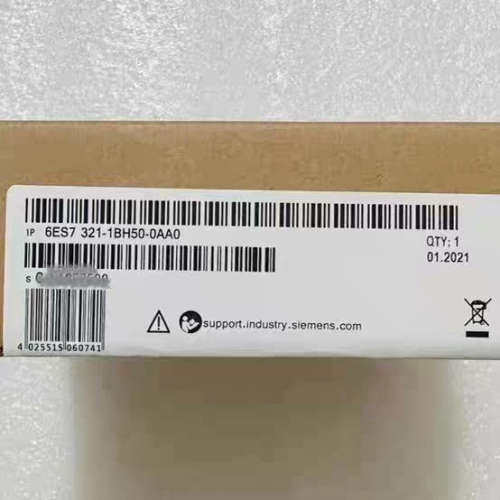 1P 6ES7 321-1BH50-0AA0
QTY: 1
01.2021
S
support.industry.siemens.com
4 025515 060741